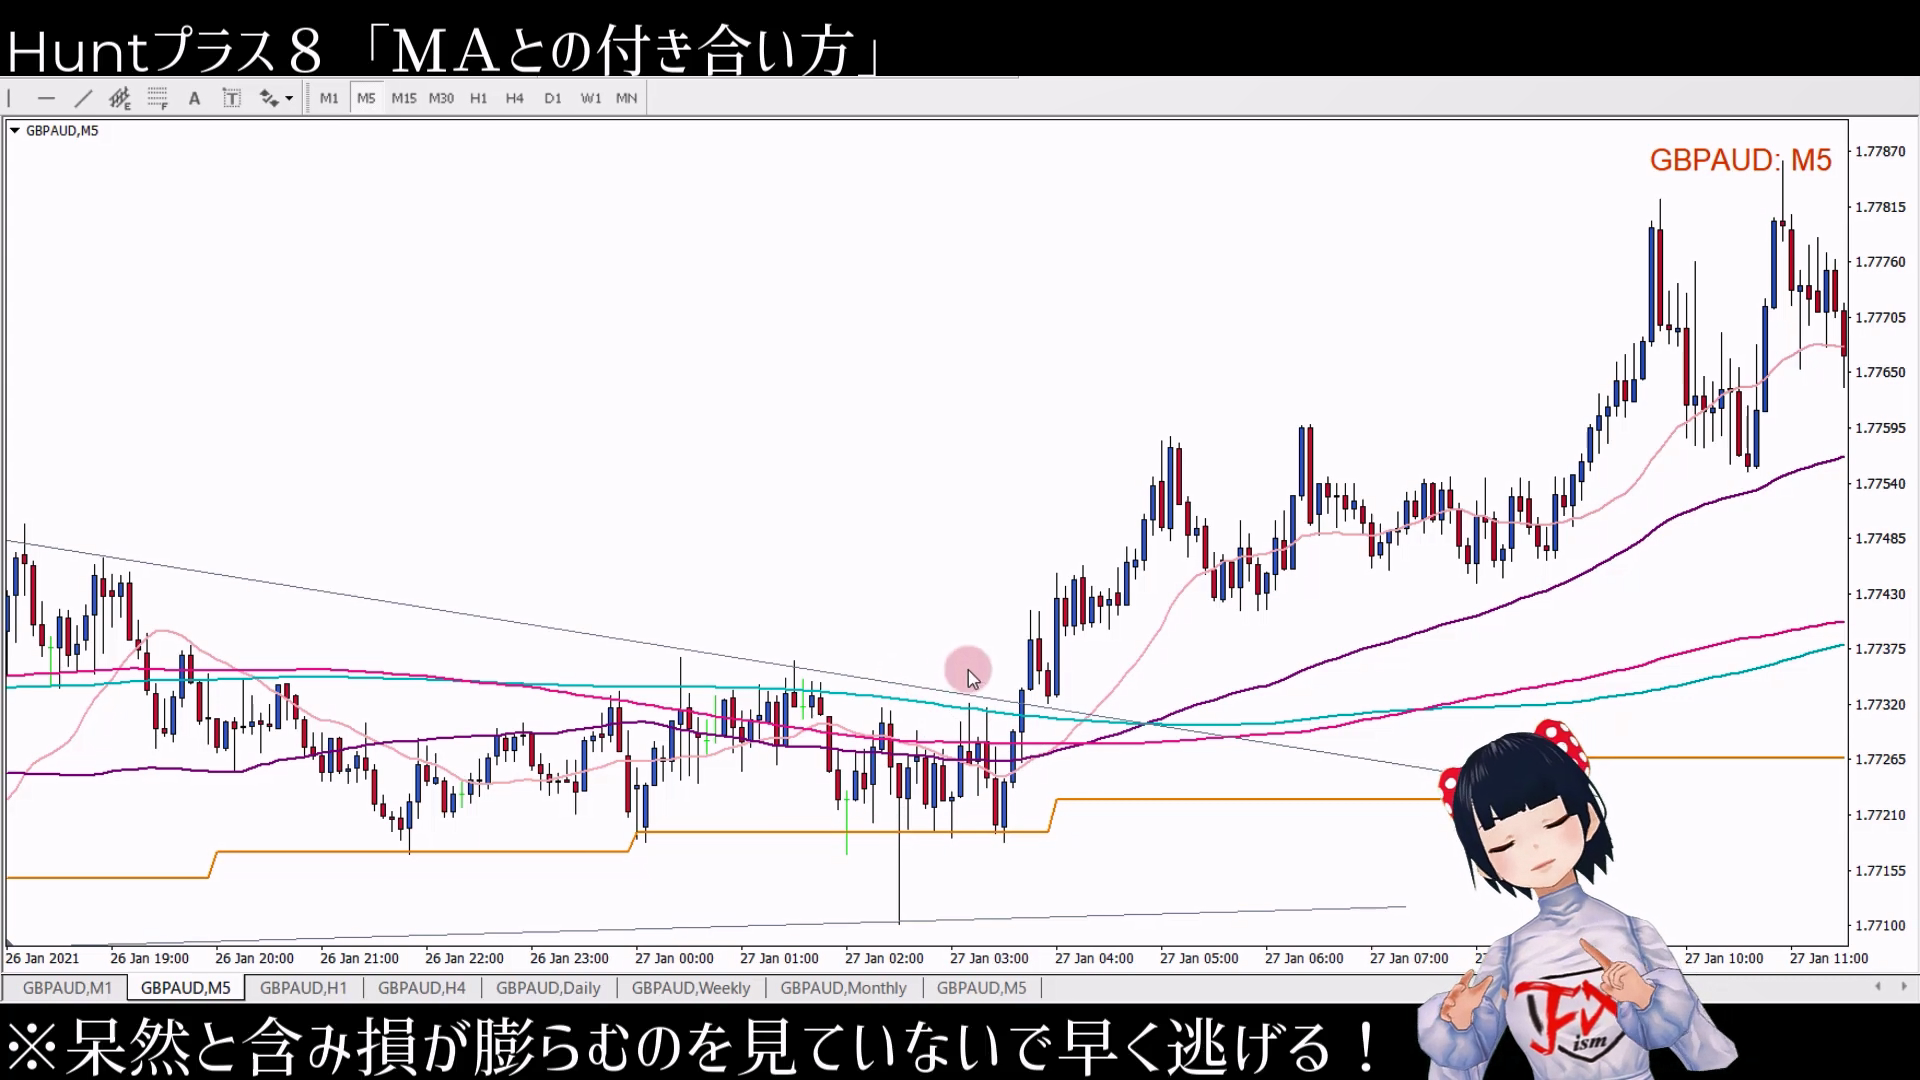 Huntプラス８「ＭＡとの付き合い方」
A T E F M1 M5 M15 M30 H1 H4 D1 W1 MN
GBPAUD,M5
GBPAUD: M5
1.77870
1.77815
1.77760
1.77705
1.77650
1.77595
1.77540
1.77485
1.77430
1.77375
1.77320
1.77265
1.77210
1.77155
1.77100
26 Jan 2021 26 Jan 19:00 26 Jan 20:00 26 Jan 21:00 26 Jan 22:00 26 Jan 23:00 27 Jan 00:00 27 Jan 01:00 27 Jan 02:00 27 Jan 03:00 27 Jan 04:00 27 Jan 05:00 27 Jan 06:00 27 Jan 07:00 27 Jan 10:00 27 Jan 11:00
GBPAUD,M1 GBPAUD,M5 GBPAUD,H1 GBPAUD,H4 GBPAUD,Daily GBPAUD,Weekly GBPAUD,Monthly GBPAUD,M5
FX
ism
※呆然と含み損が膨らむのを見ていないで早く逃げる！